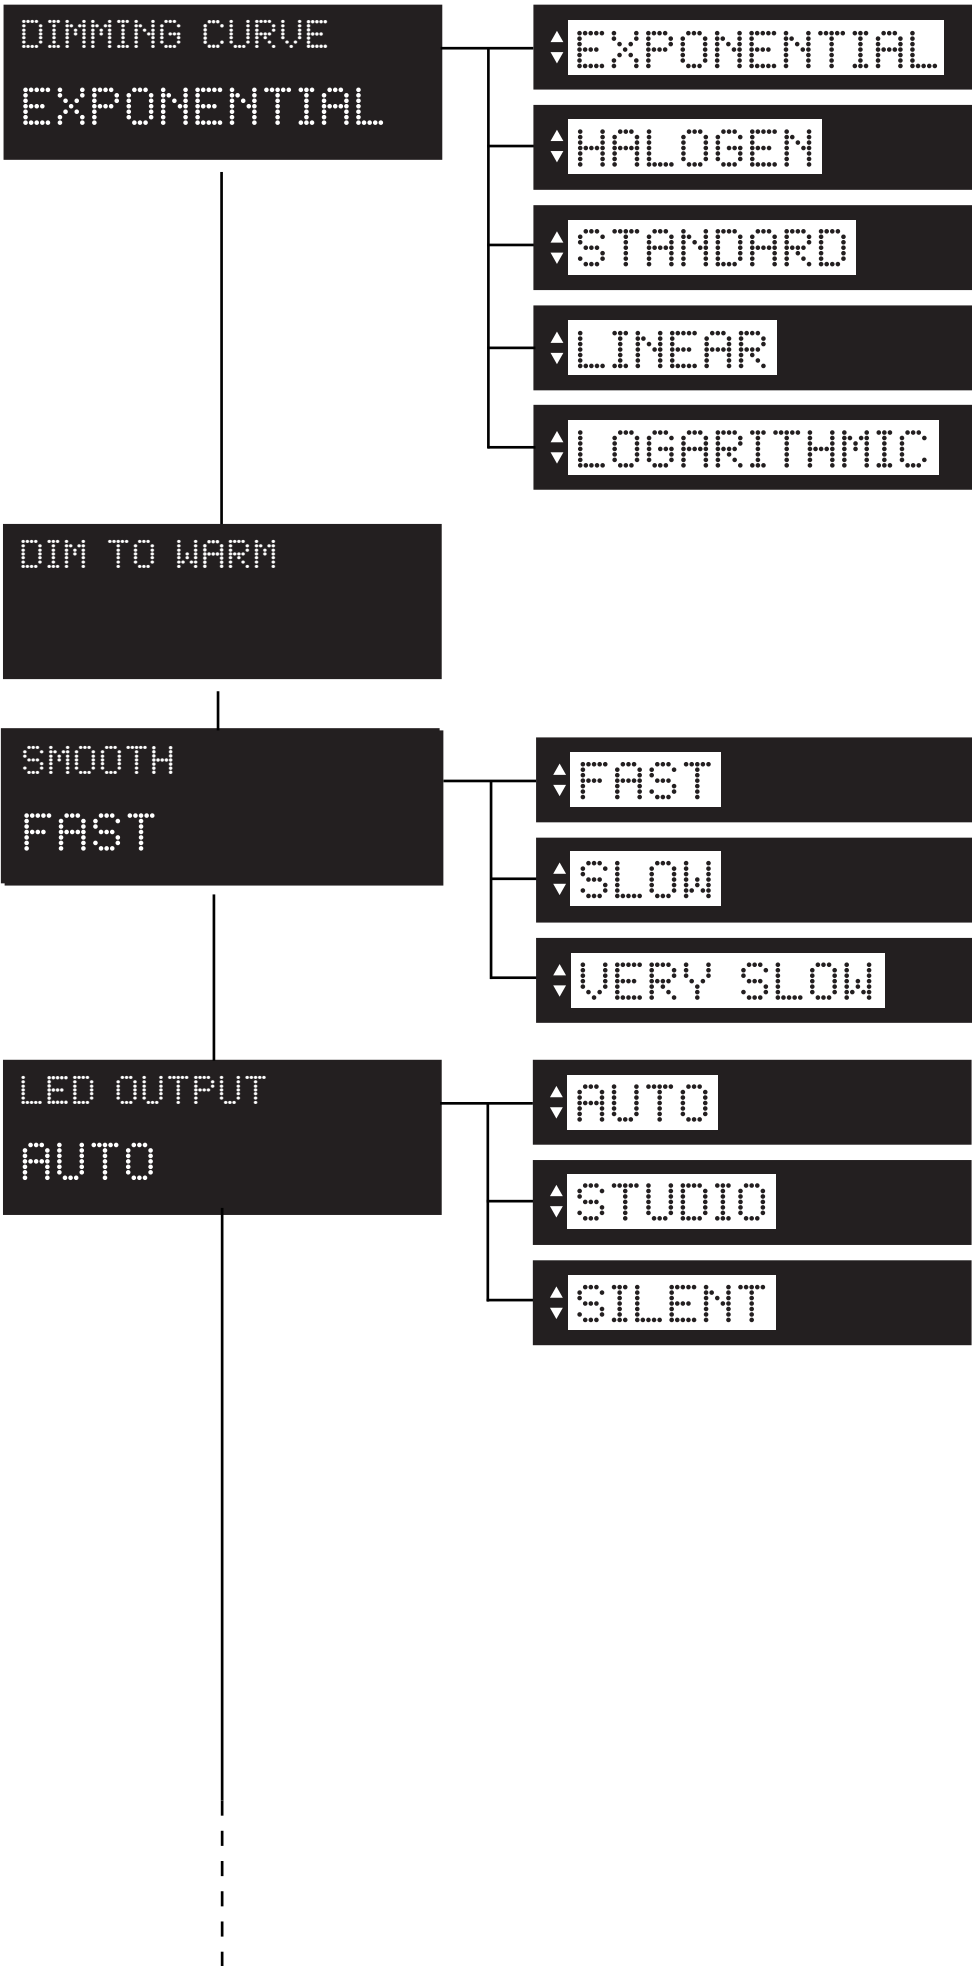 DIMMING CURVE
EXPONENTIAL
EXPONENTIAL
HALOGEN
STANDARD
LINEAR
LOGARITHMIC
DIM TO WARM
SMOOTH
FAST
FAST
SLOW
VERY SLOW
LED OUTPUT
AUTO
AUTO
STUDIO
SILENT